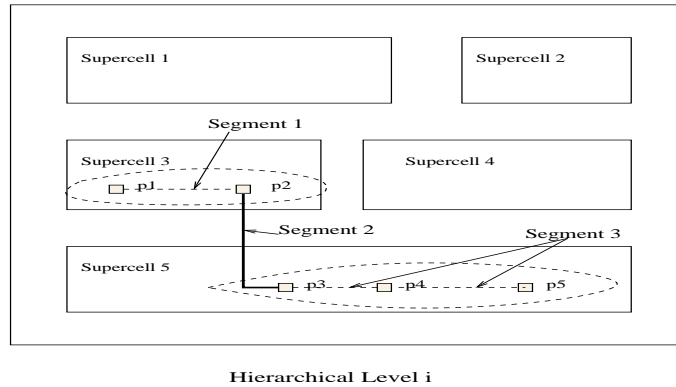 Supercell 1
Supercell 2
Segment 1
Supercell 3
Supercell 4
p1
p2
Segment 2
Segment 3
Supercell 5
p3
p4
p5
Hierarchical Level i